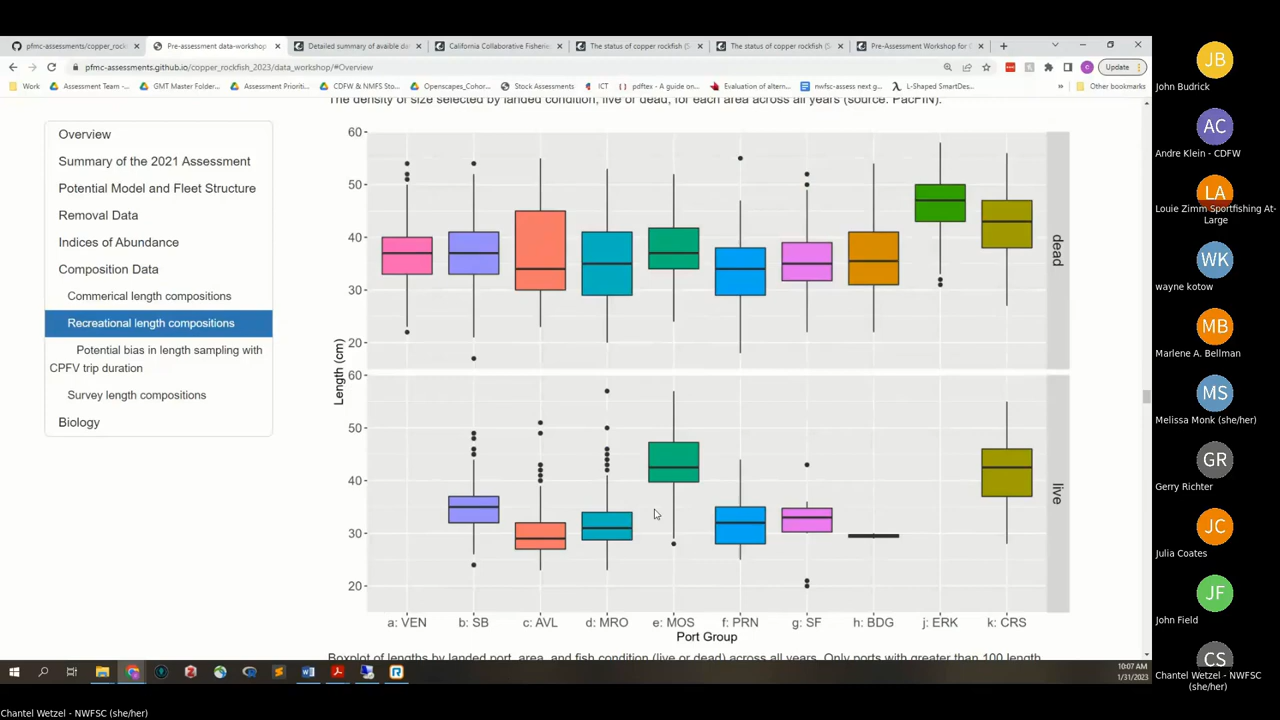 pfmc-assessments/copper_rock
Pre-assessment data-workshop
Detailed summary of avaible da
California Collaborative Fisherie
The status of copper rockfish (S
The status of copper rockfish (S
Pre-Assessment Workshop for C
pfmc-assessments.github.io/copper_rockfish_2023/data_workshop/#Overview
Update
Work
Assessment Team -...
GMT Master Folder...
Assessment Prioriti...
CDFW & NMFS Sto...
Openscapes_Cohor...
Stock Assessments
ICT
pdftex - A guide on...
Evaluation of altern...
nwfsc-assess next g...
L-Shaped SmartDes...
»
Other bookmarks
The density of size selected by landed condition, live or dead, for each area across all years (source: PacFIN).
Overview
Summary of the 2021 Assessment
Potential Model and Fleet Structure
Removal Data
Indices of Abundance
Composition Data
Commerical length compositions
Recreational length compositions
Potential bias in length sampling with
CPFV trip duration
Survey length compositions
Biology
Length (cm)
60
50
40
30
20
dead
60
50
40
30
20
live
a: VEN
b: SB
c: AVL
d: MRO
e: MOS
f: PRN
g: SF
h: BDG
j: ERK
k: CRS
Port Group
Boxplot of lengths by landed port, area, and fish condition (live or dead) across all years. Only ports with greater than 100 length
10:07 AM
1/31/2023
Chantel Wetzel - NWFSC (she/her)
JB
John Budrick
AC
Andre Klein - CDFW
LA
Louie Zimm Sportfishing At-
Large
WK
wayne kotow
MB
Marlene A. Bellman
MS
Melissa Monk (she/her)
GR
Gerry Richter
JC
Julia Coates
JF
John Field
CS
Chantel Wetzel - NWFSC
(she/her)